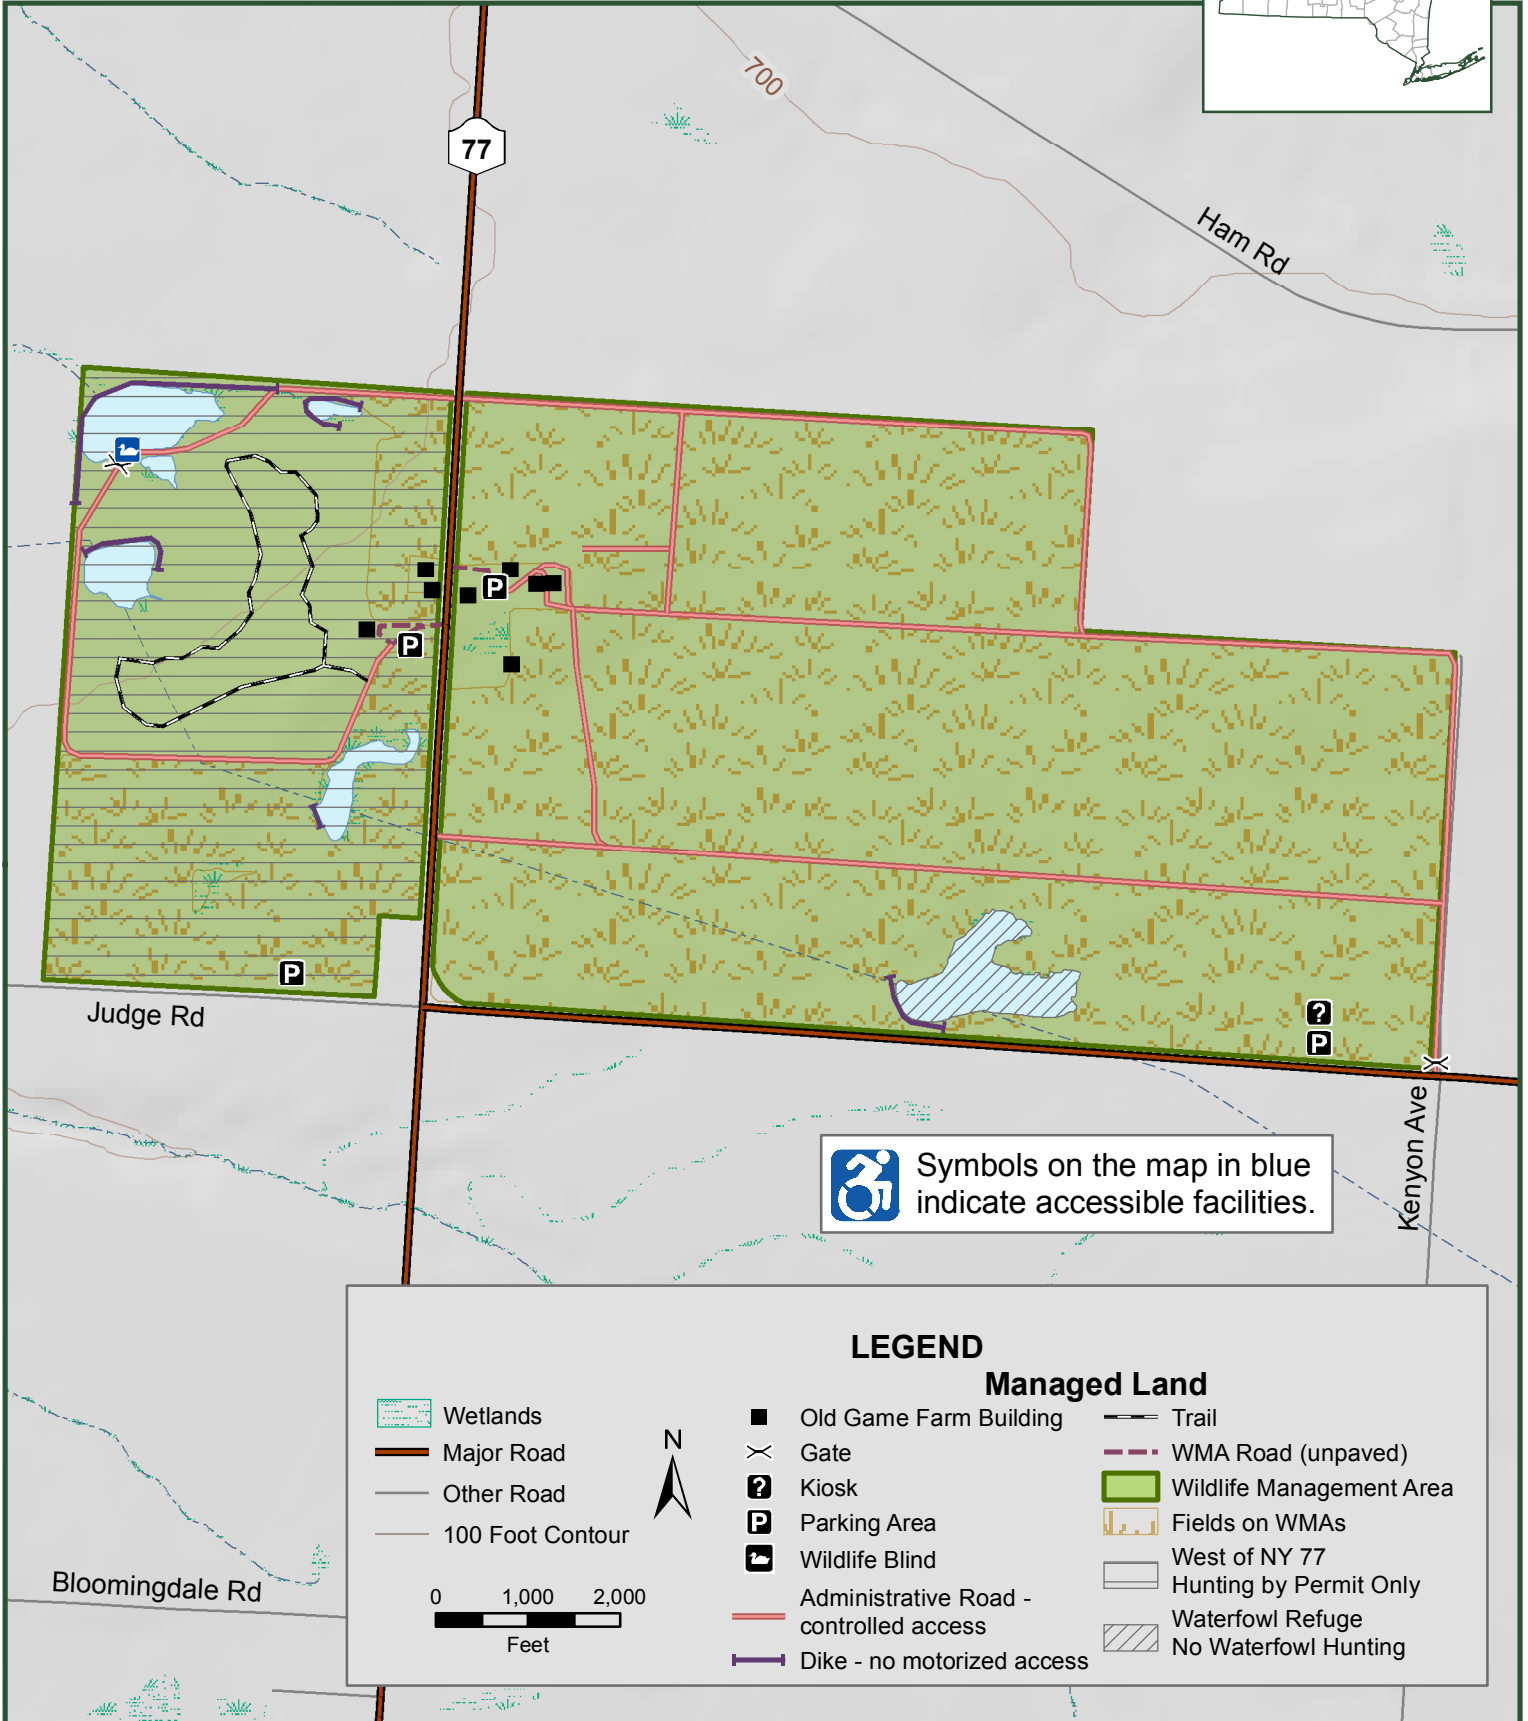 700
77
Ham Rd
P
P
P
Judge Rd
?
P
Kenyon Ave
Symbols on the map in blue
indicate accessible facilities.
LEGEND
Managed Land
Wetlands
Major Road
Other Road
100 Foot Contour
0 1,000 2,000
Feet
N
Old Game Farm Building
Gate
? Kiosk
P Parking Area
Wildlife Blind
Administrative Road -
controlled access
Dike - no motorized access
Trail
WMA Road (unpaved)
Wildlife Management Area
Fields on WMAs
West of NY 77
Hunting by Permit Only
Waterfowl Refuge
No Waterfowl Hunting
Bloomingdale Rd